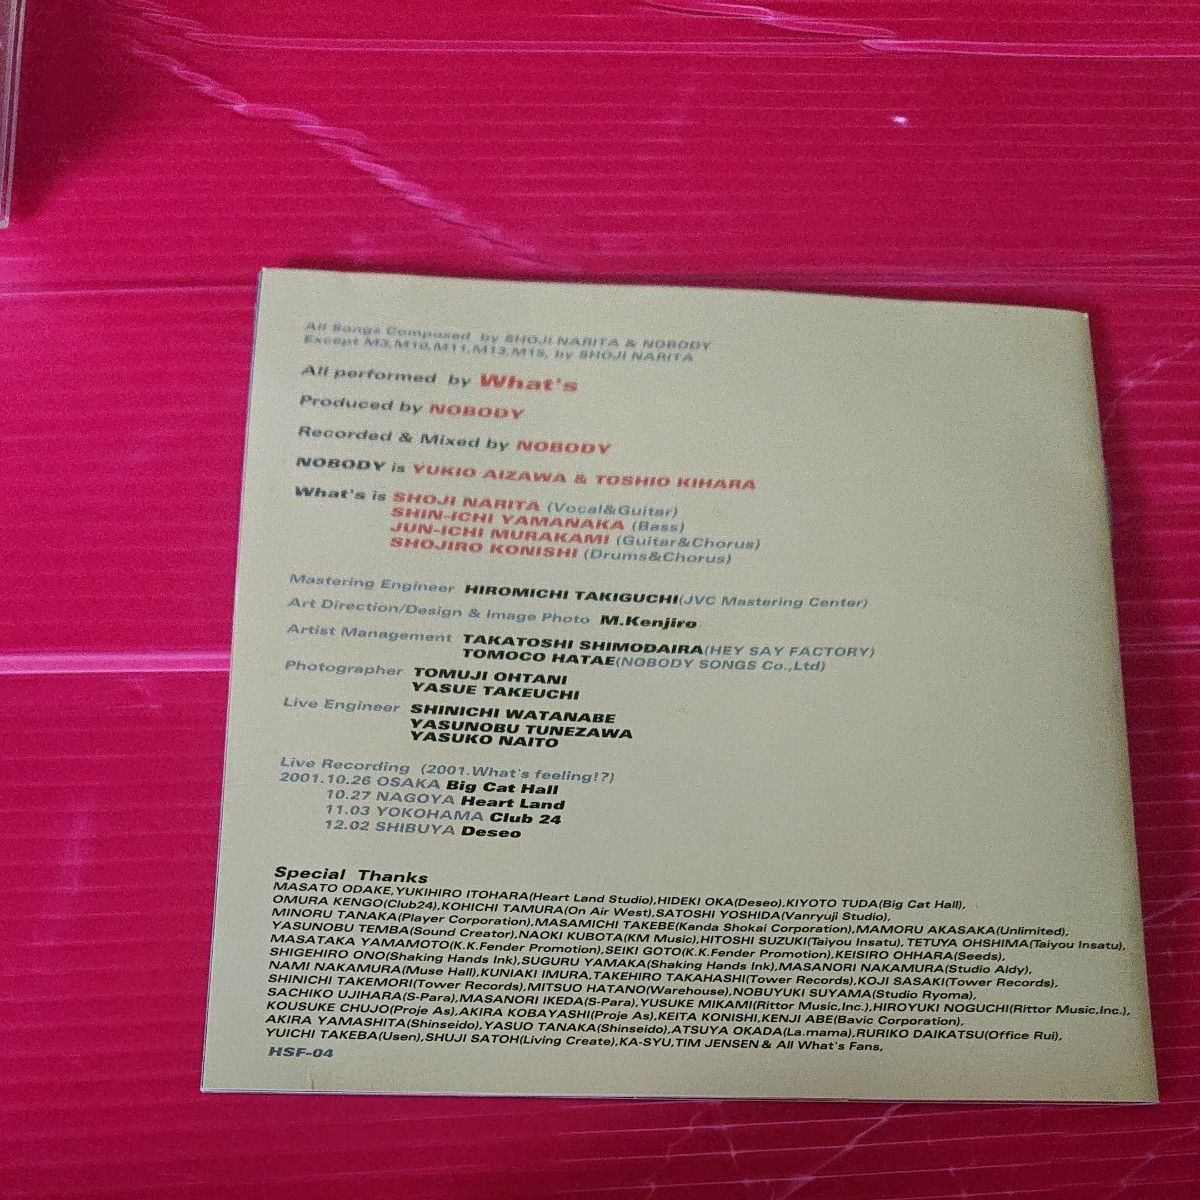 All Songs Composed by SHOJI NARITA & NOBODY
Except M3,M10,M11,M13,M15, by SHOJI NARITA
All performed by What's
Produced by NOBODY
Recorded & Mixed by NOBODY
NOBODY is YUKIO AIZAWA & TOSHIO KIHARA
What's is SHOJI NARITA (Vocal&Guitar)
SHIN-ICHI YAMANAKA (Bass)
JUN-ICHI MURAKAMI (Guitar&Chorus)
SHOJIRO KONISHI (Drums&Chorus)
Mastering Engineer HIROMICHI TAKIGUCHI(JVC Mastering Center)
Art Direction/Design & Image Photo M.Kenjiro
Artist Management TAKATOSHI SHIMODAIRA(HEY SAY FACTORY)
TOMOCO HATAE(NOBODY SONGS Co.,Ltd)
Photographer TOMUJI OHTANI
YASUE TAKEUCHI
Live Engineer SHINICHI WATANABE
YASUNOBU TUNEZAWA
YASUKO NAITO
Live Recording (2001.What's feeling!?)
2001.10.26 OSAKA Big Cat Hall
10.27 NAGOYA Heart Land
11.03 YOKOHAMA Club 24
12.02 SHIBUYA Deseo
Special Thanks
MASATO ODAKE,YUKIHIRO ITOHARA(Heart Land Studio),HIDEKI OKA(Deseo),KIYOTO TUDA(Big Cat Hall),
OMURA KENGO(Club24),KOHICHI TAMURA(On Air West),SATOSHI YOSHIDA(Vanryuji Studio),
MINORU TANAKA(Player Corporation),MASAMICHI TAKEBE(Kanda Shokai Corporation),MAMORU AKASAKA(Unlimited),
YASUNOBU TEMBA(Sound Creator),NAOKI KUBOTA(KM Music),HITOSHI SUZUKI(Taiyou Insatu), TETUYA OHSHIMA(Taiyou Insatu),
MASATAKA YAMAMOTO(K.K.Fender Promotion),SEIKI GOTO(K.K.Fender Promotion),KEISIRO OHHARA(Seeds),
SHIGEHIRO ONO(Shaking Hands Ink),SUGURU YAMAKA(Shaking Hands Ink),MASANORI NAKAMURA(Studio Aldy),
NAMI NAKAMURA(Muse Hall),KUNIAKI IMURA,TAKEHIRO TAKAHASHI(Tower Records),KOJI SASAKI(Tower Records),
SHINICHI TAKEMORI(Tower Records),MITSUO HATANO(Warehouse),NOBUYUKI SUYAMA(Studio Ryoma),
SACHIKO UJIHARA(S-Para),MASANORI IKEDA(S-Para),YUSUKE MIKAMI(Rittor Music,Inc.),HIROYUKI NOGUCHI(Rittor Music,Inc.),
KOUSUKE CHUJO(Proje As),AKIRA KOBAYASHI(Proje As),KEITA KONISHI,KENJI ABE(Bavic Corporation),
AKIRA YAMASHITA(Shinseido),YASUO TANAKA(Shinseido),ATSUYA OKADA(La.mama),RURIKO DAIKATSU(Office Rui),
YUICHI TAKEBA(Usen),SHUJI SATOH(Living Create),KA-SYU,TIM JENSEN & All What's Fans,
HSF-04